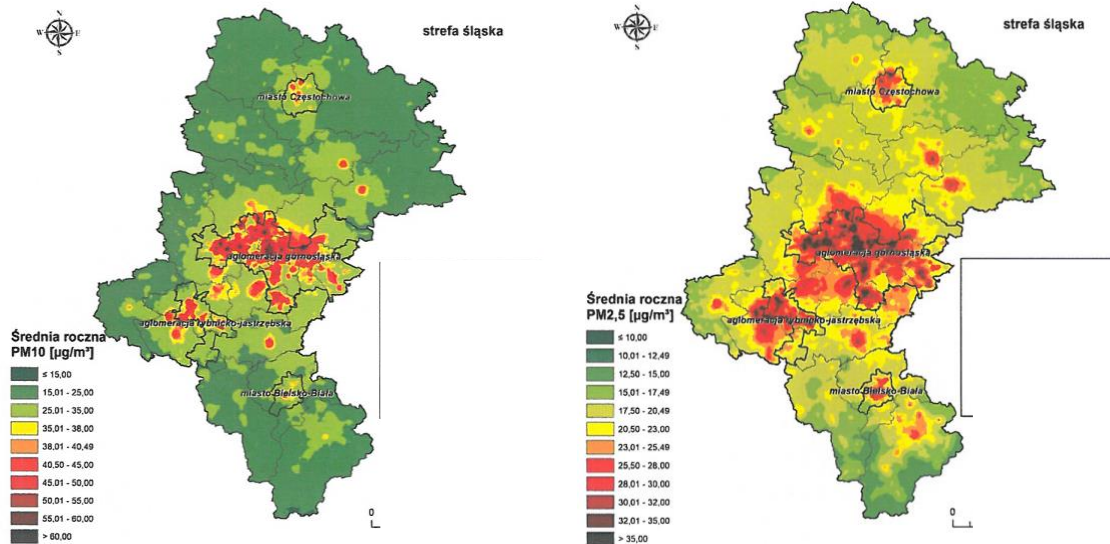 N
W E
S
strefa śląska
miasto Częstochowa
aglomeracja górnośląska
aglomeracja rybnicko-jastrzębska
miasto Bielsko-Biała
Średnia roczna
PM10 [µg/m³]
≤ 15,00
15,01 - 25,00
25,01 - 35,00
35,01 - 38,00
38,01 - 40,49
40,50 - 45,00
45,01 - 50,00
50,01 - 55,00
55,01 - 60,00
> 60,00
0
N
W E
S
strefa śląska
miasto Częstochowa
aglomeracja górnośląska
aglomeracja rybnicko-jastrzębska
miasto Bielsko-Biała
Średnia roczna
PM2,5 [µg/m³]
≤ 10,00
10,01 - 12,49
12,50 - 15,00
15,01 - 17,49
17,50 - 20,49
20,50 - 23,00
23,01 - 25,49
25,50 - 28,00
28,01 - 30,00
30,01 - 32,00
32,01 - 35,00
> 35,00
0